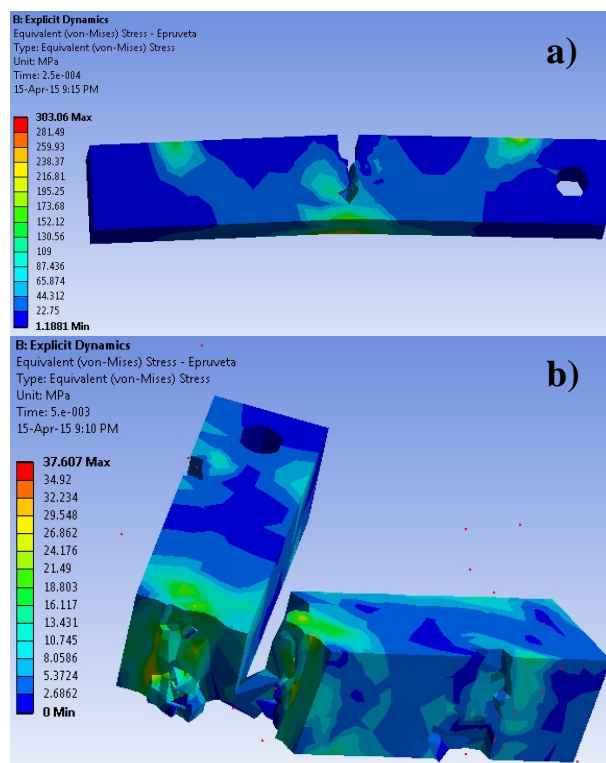 B: Explicit Dynamics
Equivalent (von-Mises) Stress - Epruveta
Type: Equivalent (von-Mises) Stress
Unit: MPa
Time: 2.5e-004
15-Apr-15 9:15 PM
a)
303.06 Max
281.49
259.93
238.37
216.81
195.25
173.68
152.12
130.56
109
87.436
65.874
44.312
22.75
1.1881 Min
B: Explicit Dynamics
Equivalent (von-Mises) Stress - Epruveta
Type: Equivalent (von-Mises) Stress
Unit: MPa
Time: 5.e-003
15-Apr-15 9:10 PM
b)
37.607 Max
34.92
32.234
29.548
26.862
24.176
21.49
18.803
16.117
13.431
10.745
8.0586
5.3724
2.6862
0 Min